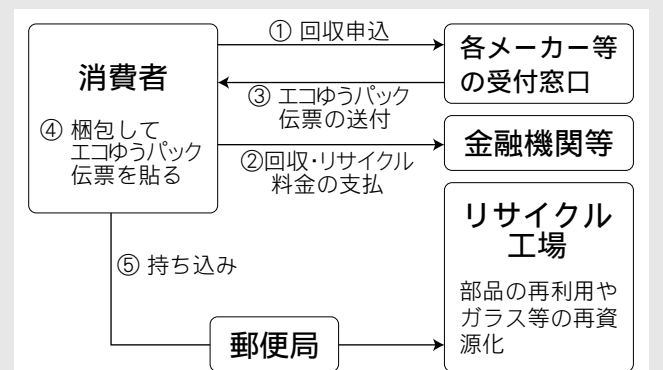 ① 回収申込
消費者
各メーカー等
の受付窓口
③ エコゆうパック
伝票の送付
④ 梱包して
エコゆうパック
伝票を貼る
金融機関等
②回収・リサイクル
料金の支払
リサイクル
工場
⑤ 持ち込み
部品の再利用や
ガラス等の再資
源化
郵便局